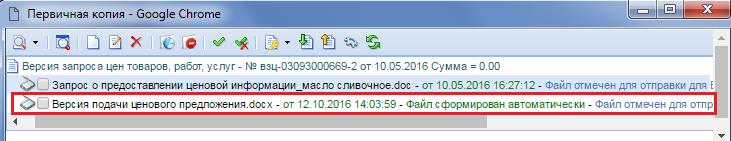 Первичная копия - Google Chrome
Версия запроса цен товаров, работ, услуг - № взц-03093000669-2 от 10.05.2016 Сумма = 0.00
Запрос о предоставлении ценовой информации_масло сливочное.doc - от 10.05.2016 16:27:12 - Файл отмечен для отправки для Е
Версия подачи ценового предложения.docx - от 12.10.2016 14:03:59 - Файл сформирован автоматически - Файл отмечен для отпр